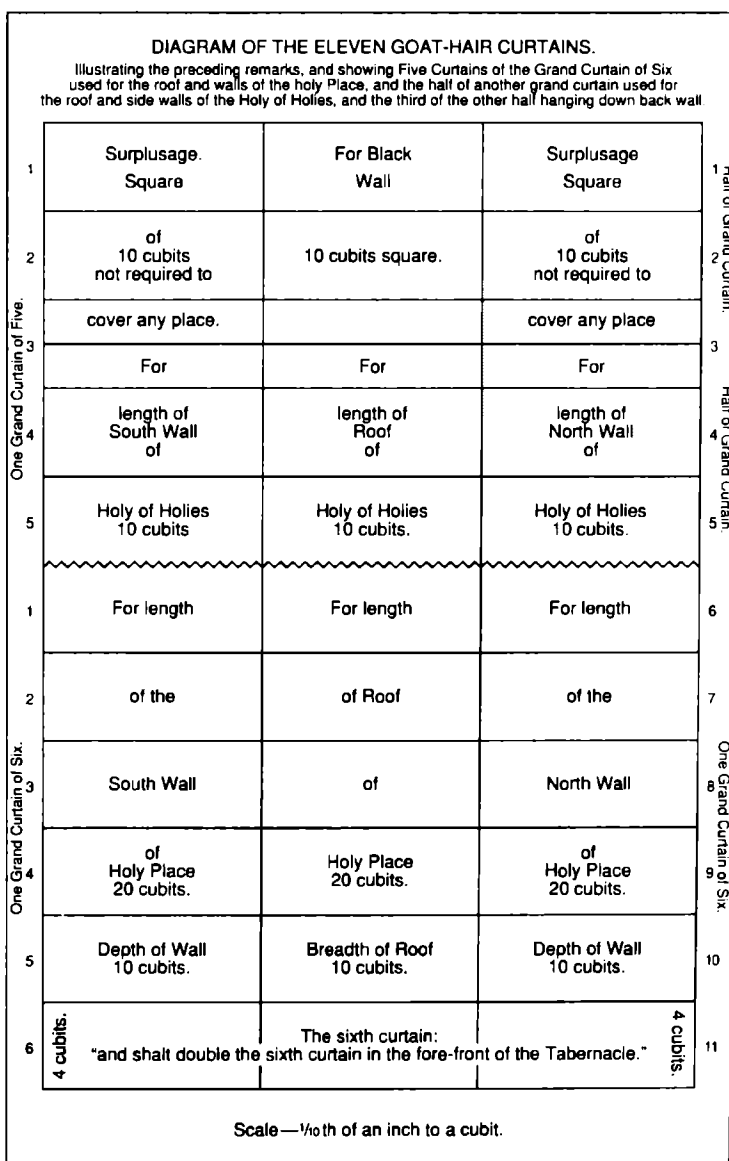 DIAGRAM OF THE ELEVEN GOAT-HAIR CURTAINS.
Illustrating the preceding remarks, and showing Five Curtains of the Grand Curtain of Six
used for the roof and walls of the holy Place, and the half of another grand curtain used for
the roof and side walls of the Holy of Holies, and the third of the other half hanging down back wall
One Grand Curtain of Five.
One Grand Curtain of Six.
1
Surplusage.
Square
For Black
Wall
Surplusage
Square
1
2
of
10 cubits
not required to
10 cubits square.
of
10 cubits
not required to
2
3
cover any place.
cover any place
3
For
For
For
4
length of
South Wall
of
length of
Roof
of
length of
North Wall
of
4
5
Holy of Holies
10 cubits
Holy of Holies
10 cubits.
Holy of Holies
10 cubits.
5
1
For length
For length
For length
6
2
of the
of Roof
of the
7
3
South Wall
of
North Wall
8
4
of
Holy Place
20 cubits.
Holy Place
20 cubits.
of
Holy Place
20 cubits.
9
5
Depth of Wall
10 cubits.
Breadth of Roof
10 cubits.
Depth of Wall
10 cubits.
10
6
4 cubits.
The sixth curtain:
"and shalt double the sixth curtain in the fore-front of the Tabernacle."
4 cubits.
11
Half of Grand Curtain.
Half of Grand Curtain.
One Grand Curtain of Six.
Scale—1/10th of an inch to a cubit.